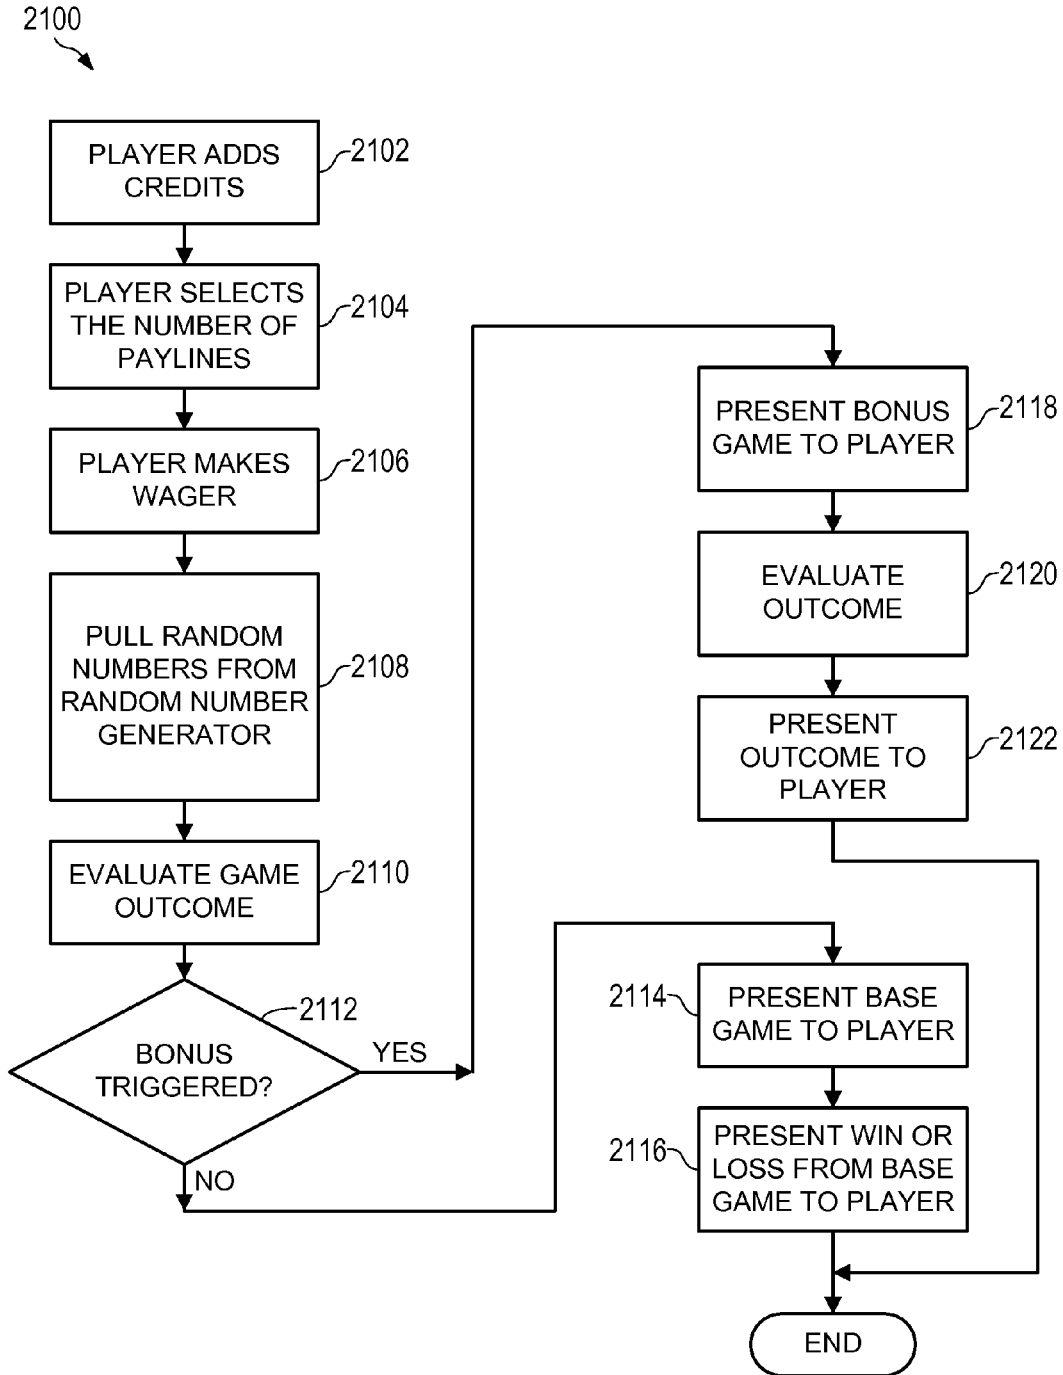 2100
PLAYER ADDS
CREDITS
2102
PLAYER SELECTS
THE NUMBER OF
PAYLINES
2104
PLAYER MAKES
WAGER
2106
PULL RANDOM
NUMBERS FROM
RANDOM NUMBER
GENERATOR
2108
EVALUATE GAME
OUTCOME
2110
BONUS
TRIGGERED?
2112
YES
NO
PRESENT BONUS
GAME TO PLAYER
2118
EVALUATE
OUTCOME
2120
PRESENT
OUTCOME TO
PLAYER
2122
2114
PRESENT BASE
GAME TO PLAYER
2116
PRESENT WIN OR
LOSS FROM BASE
GAME TO PLAYER
END